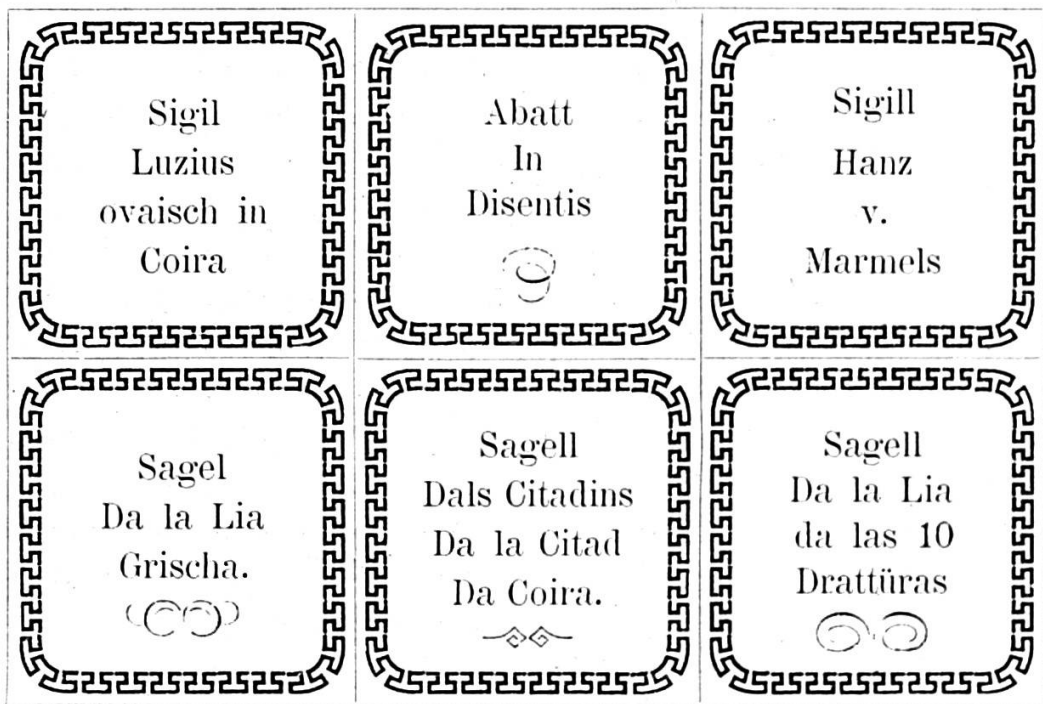 Sigil
Luzius
ovaisch in
Coira
Abatt
In
Disentis
Sigill
Hanz
v.
Marmels
Sagel
Da la Lia
Grischa.
Sagell
Dals Citadins
Da la Citad
Da Coira.
Sagell
Da la Lia
da las 10
Drattüras